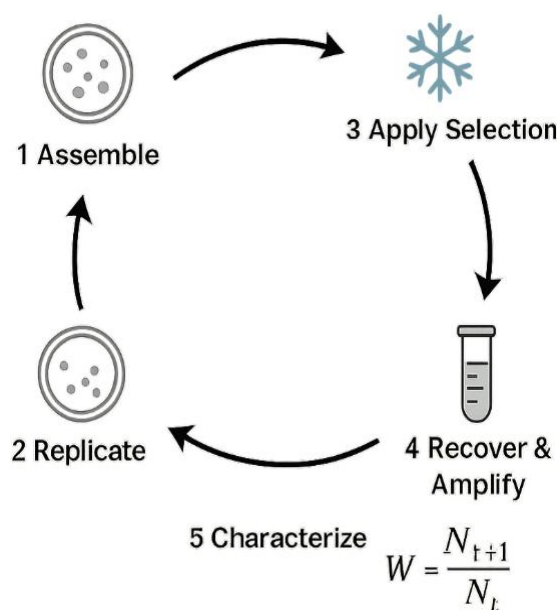 1 Assemble
3 Apply Selection
2 Replicate
4 Recover &
Amplify
5 Characterize
W = N_{t+1} / N_t